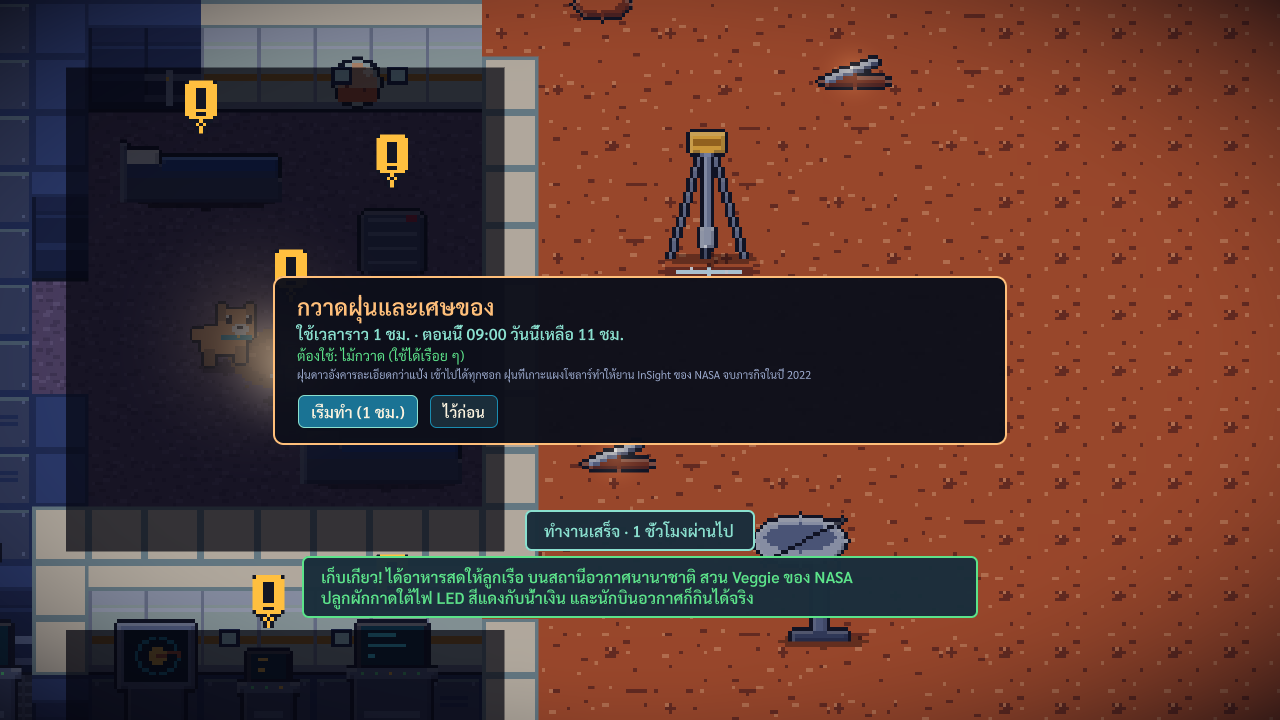 กวาดฝุ่นและเศษของ
ใช้เวลาราว 1 ชม. · ตอนนี้ 09:00 วันนี้เหลือ 11 ชม.
ต้องใช้: ไม้กวาด (ใช้ได้เรื่อย ๆ)
ฝุ่นดาวอังคารละเอียดกว่าแป้ง เข้าไปได้ทุกซอก ฝุ่นที่เกาะแผงโซลาร์ทำให้ยาน InSight ของ NASA จบภารกิจในปี 2022
เริ่มทำ (1 ชม.)
ไว้ก่อน
ทำงานเสร็จ · 1 ชั่วโมงผ่านไป
เก็บเกี่ยว! ได้อาหารสดให้ลูกเรือ บนสถานีอวกาศนานาชาติ สวน Veggie ของ NASA
ปลูกผักกาดใต้ไฟ LED สีแดงกับน้ำเงิน และนักบินอวกาศก็กินได้จริง